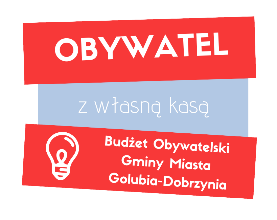 OBYWATEL
z własną kasą
Budżet Obywatelski
Gminy Miasta
Golubia-Dobrzynia